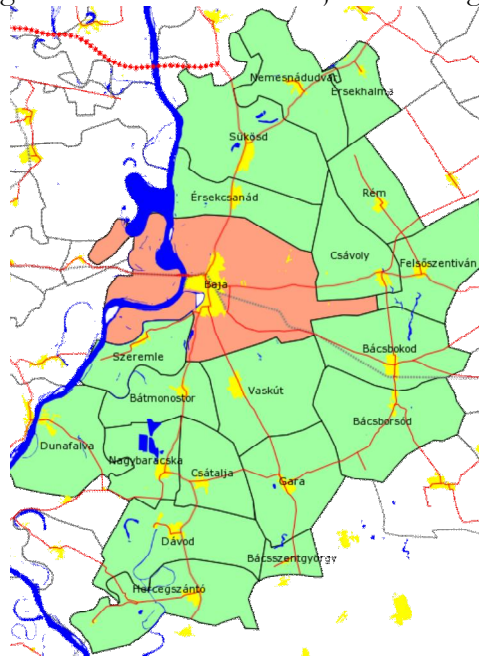 Nemesnádudvar
Érsekhalma
Sükösd
Érsekcsanád
Rém
Csávoly
Felsőszentiván
Baja
Bácsbokod
Szeremle
Bátmonostor
Vaskút
Bácsborsód
Dunafalva
Nagybaracska
Csátalja
Gara
Dávod
Bácsszentgyörgy
Hercegszántó